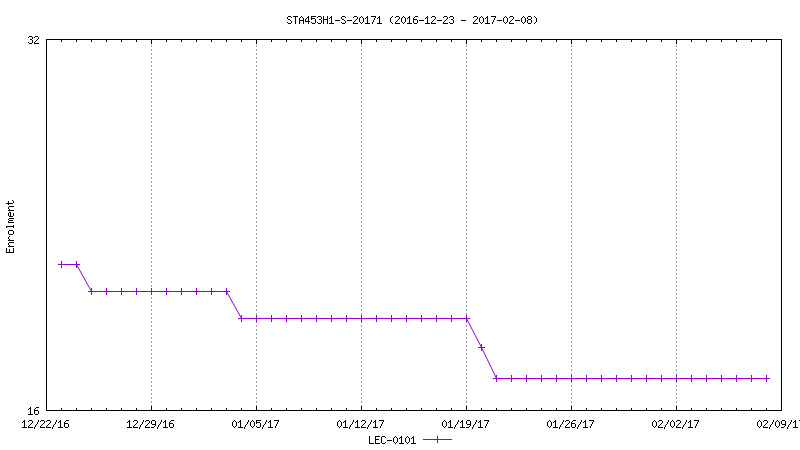 STA453H1-S-20171 (2016-12-23 - 2017-02-08)
32
Enrolment
16
12/22/16 12/29/16 01/05/17 01/12/17 01/19/17 01/26/17 02/02/17 02/09/1
LEC-0101